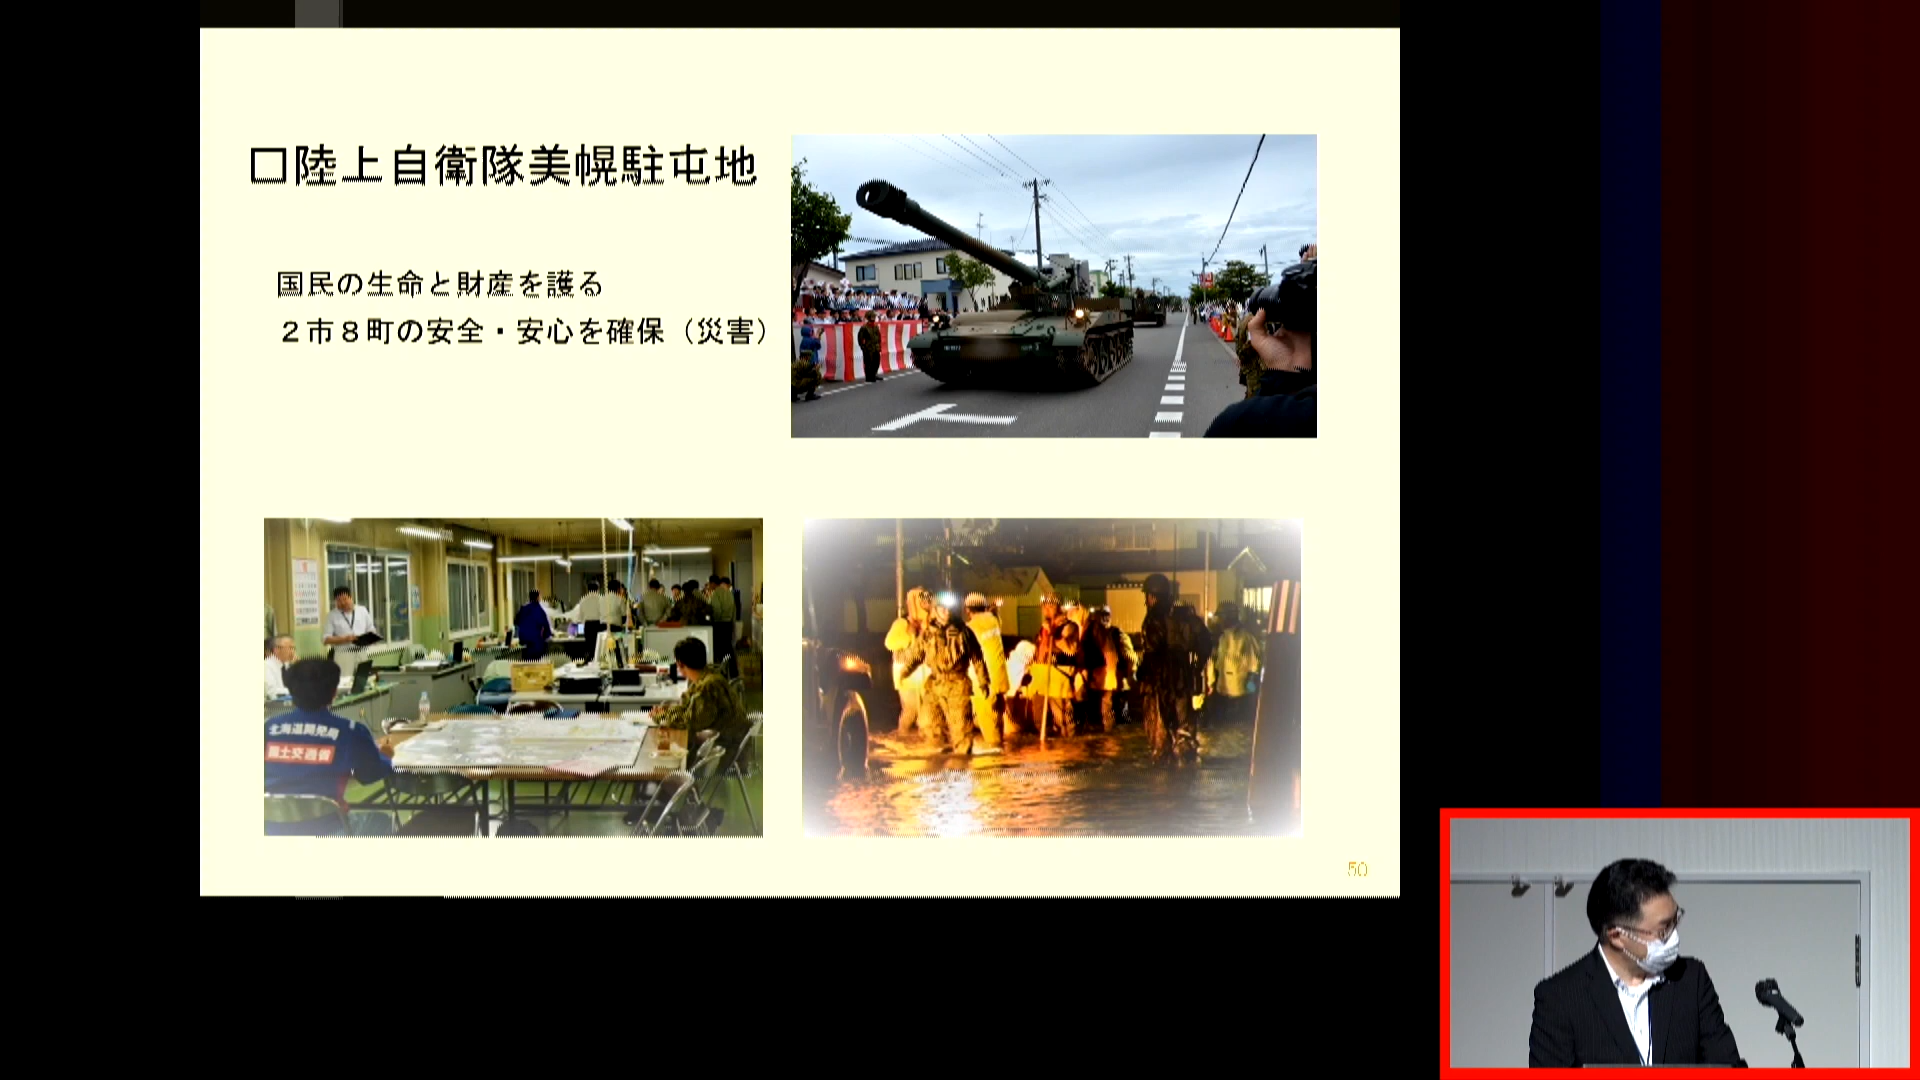 □陸上自衛隊美幌駐屯地
国民の生命と財産を護る
２市８町の安全・安心を確保（災害）
北海道開発局
国土交通省
50